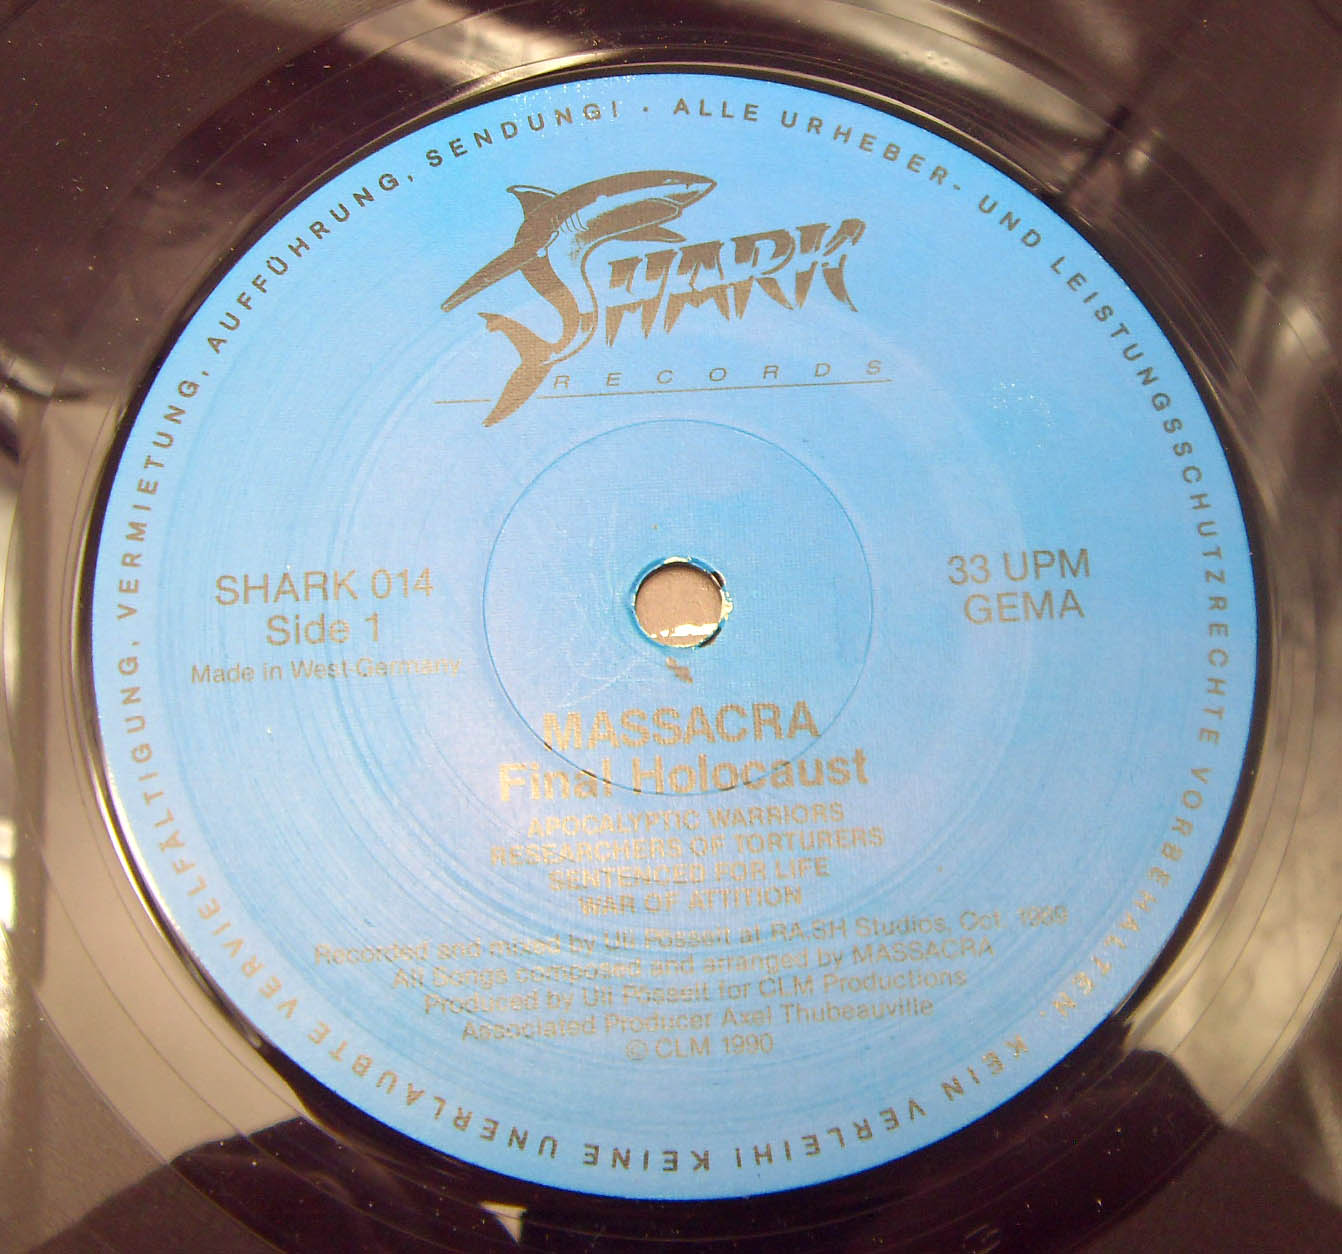 ALLE URHEBER- UND LEISTUNGSSCHUTZRECHTE VORBEHALTEN · KEIN VERLEIH! KEINE UNERLAUBTE VERVIELFÄLTIGUNG, VERMIETUNG, AUFFÜHRUNG, SENDUNG! ·
SHARK
RECORDS
SHARK 014
Side 1
Made in West-Germany
33 UPM
GEMA
MASSACRA
Final Holocaust
APOCALYPTIC WARRIORS
RESEARCHERS OF TORTURERS
SENTENCED FOR LIFE
WAR OF ATTITION
Recorded and mixed by Uli Pösselt at RA.SH Studios, Oct. 1989
All Songs composed and arranged by MASSACRA
Produced by Uli Pösselt for CLM Productions
Associated Producer Axel Thubeauville
© CLM 1990